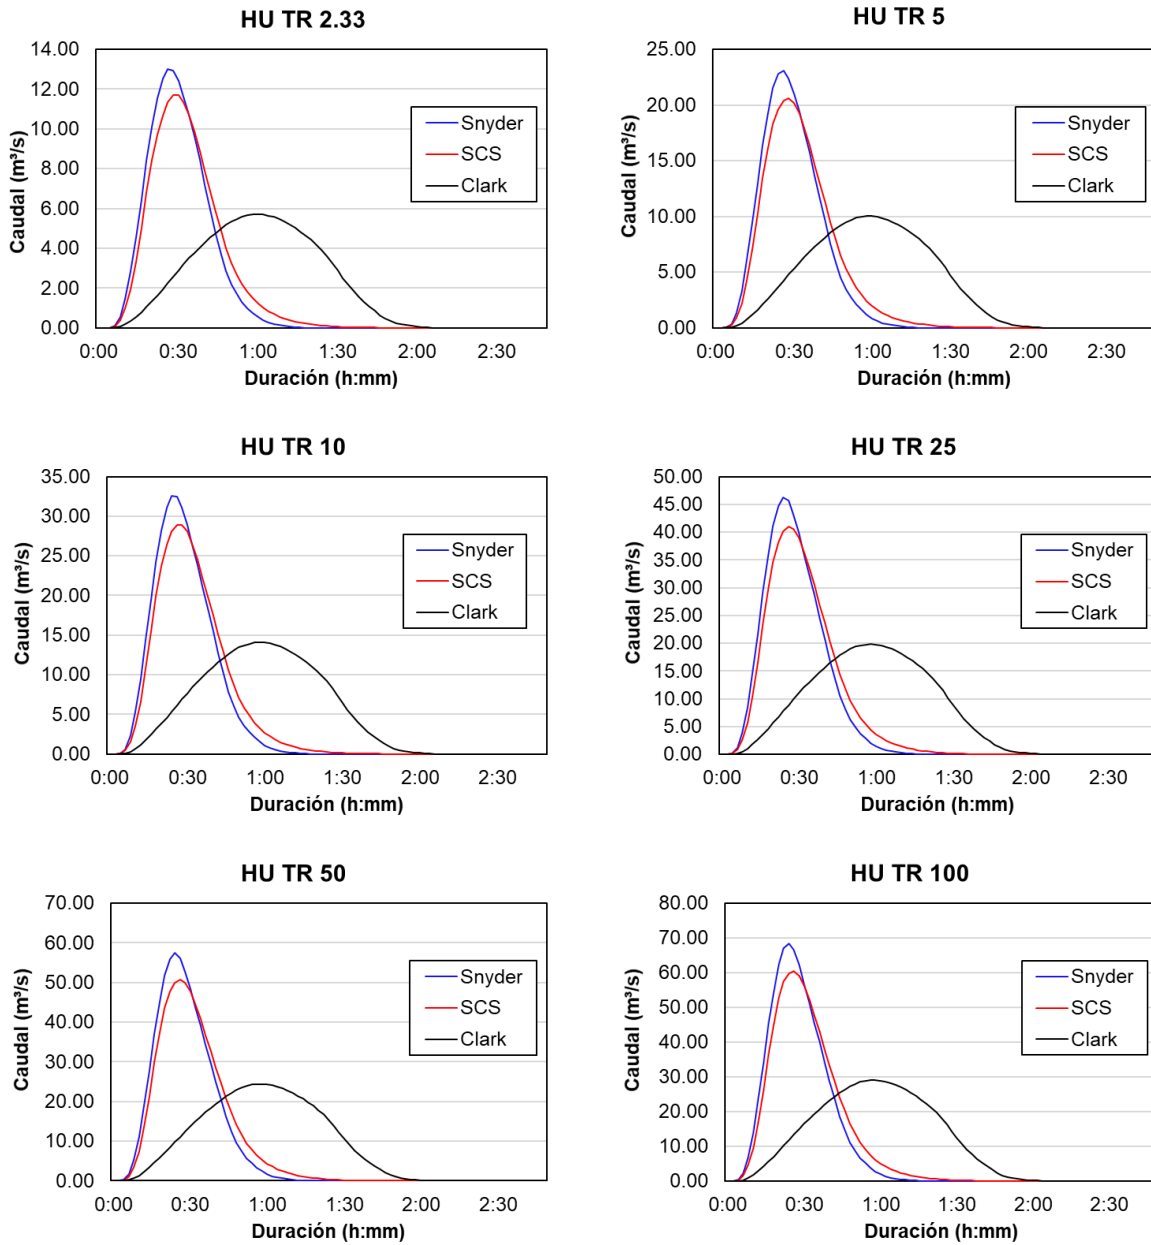 HU TR 2.33
14.00
12.00
10.00
8.00
6.00
4.00
2.00
0.00
Caudal (m³/s)
Snyder
SCS
Clark
0:00 0:30 1:00 1:30 2:00 2:30
Duración (h:mm)
HU TR 5
25.00
20.00
15.00
10.00
5.00
0.00
Caudal (m³/s)
Snyder
SCS
Clark
0:00 0:30 1:00 1:30 2:00 2:30
Duración (h:mm)
HU TR 10
35.00
30.00
25.00
20.00
15.00
10.00
5.00
0.00
Caudal (m³/s)
Snyder
SCS
Clark
0:00 0:30 1:00 1:30 2:00 2:30
Duración (h:mm)
HU TR 25
50.00
45.00
40.00
35.00
30.00
25.00
20.00
15.00
10.00
5.00
0.00
Caudal (m³/s)
Snyder
SCS
Clark
0:00 0:30 1:00 1:30 2:00 2:30
Duración (h:mm)
HU TR 50
70.00
60.00
50.00
40.00
30.00
20.00
10.00
0.00
Caudal (m³/s)
Snyder
SCS
Clark
0:00 0:30 1:00 1:30 2:00 2:30
Duración (h:mm)
HU TR 100
80.00
70.00
60.00
50.00
40.00
30.00
20.00
10.00
0.00
Caudal (m³/s)
Snyder
SCS
Clark
0:00 0:30 1:00 1:30 2:00 2:30
Duración (h:mm)